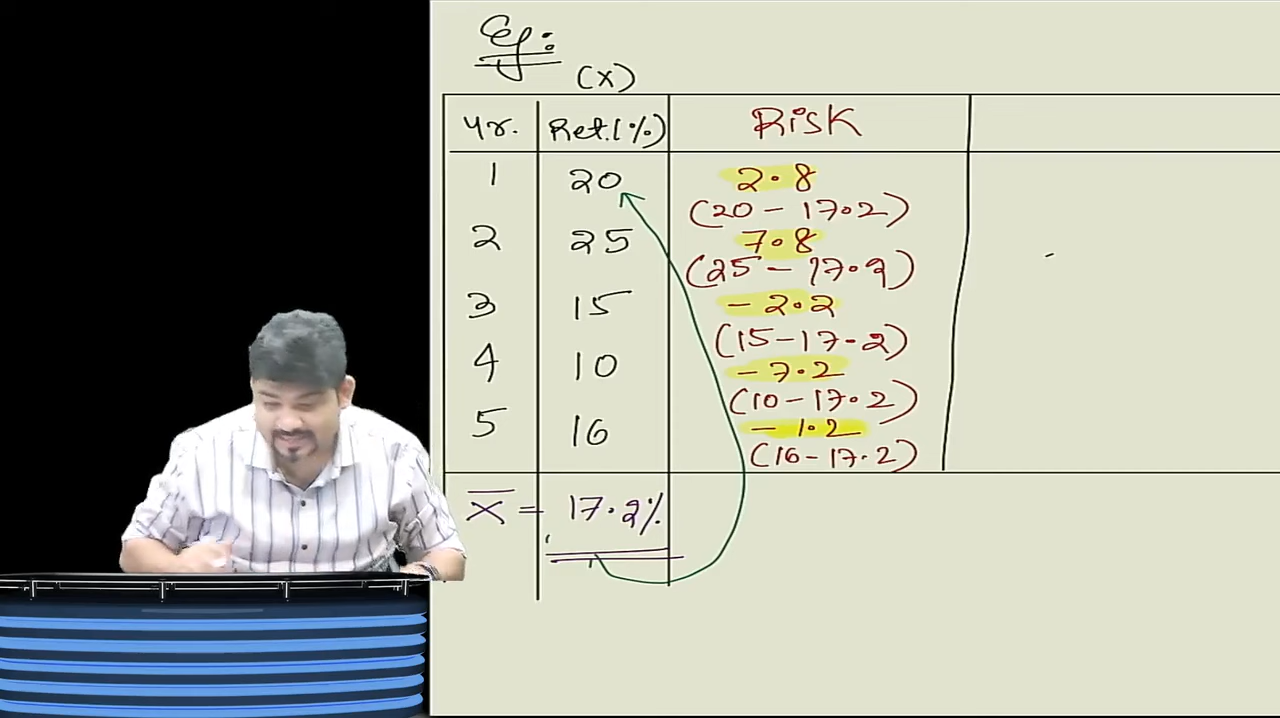 Eg:
(X)
Yr. Ret.(%) Risk
1 20 2.8
(20 - 17.2)
2 25 7.8
(25 - 17.2)
3 15 - 2.2
(15-17.2)
4 10 - 7.2
(10-17.2)
5 16 - 1.2
(16-17.2)
X̅ = 17.2%